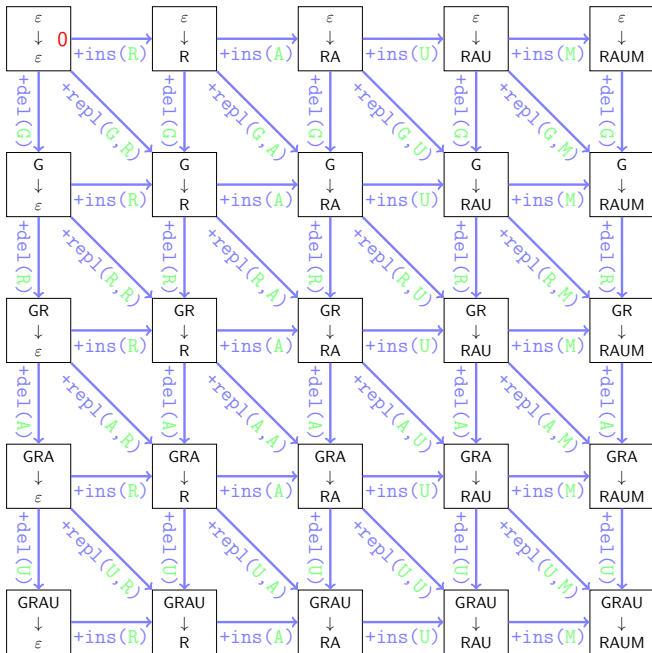 ε ε ε ε ε
↓ 0 ↓ ↓ ↓ ↓
ε +ins(R) R +ins(A) RA +ins(U) RAU +ins(M) RAUM
+del(G) +repl(G,R) +del(G) +repl(G,A) +del(G) +repl(G,U) +del(G) +repl(G,M) +del(G)
G G G G G
↓ ↓ ↓ ↓ ↓
ε +ins(R) R +ins(A) RA +ins(U) RAU +ins(M) RAUM
+del(R) +repl(R,R) +del(R) +repl(R,A) +del(R) +repl(R,U) +del(R) +repl(R,M) +del(R)
GR GR GR GR GR
↓ ↓ ↓ ↓ ↓
ε +ins(R) R +ins(A) RA +ins(U) RAU +ins(M) RAUM
+del(A) +repl(A,R) +del(A) +repl(A,A) +del(A) +repl(A,U) +del(A) +repl(A,M) +del(A)
GRA GRA GRA GRA GRA
↓ ↓ ↓ ↓ ↓
ε +ins(R) R +ins(A) RA +ins(U) RAU +ins(M) RAUM
+del(U) +repl(U,R) +del(U) +repl(U,A) +del(U) +repl(U,U) +del(U) +repl(U,M) +del(U)
GRAU GRAU GRAU GRAU GRAU
↓ ↓ ↓ ↓ ↓
ε +ins(R) R +ins(A) RA +ins(U) RAU +ins(M) RAUM